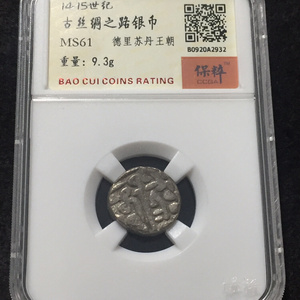 14-15世纪
古丝绸之路银币
MS61 德里苏丹王朝
B0920A2932
重量：9.3g
保粹
BAO CUI COINS RATING